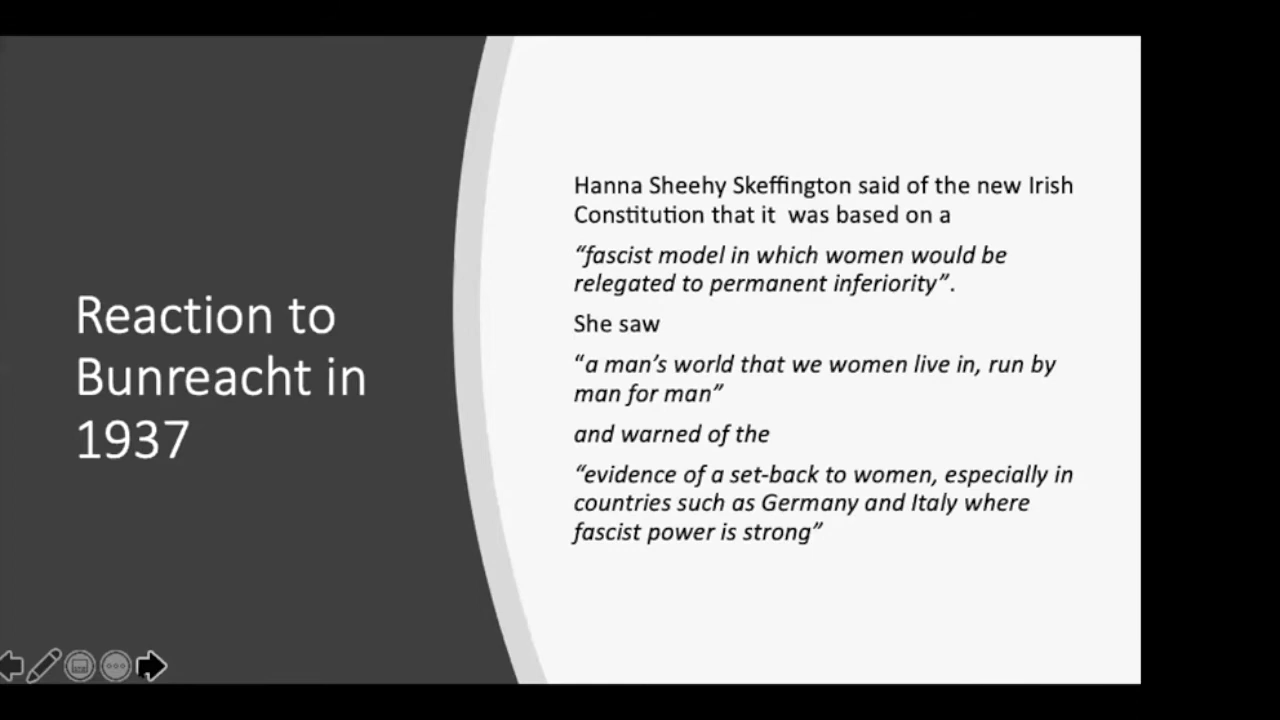 Reaction to
Bunreacht in
1937
Hanna Sheehy Skeffington said of the new Irish
Constitution that it  was based on a
“fascist model in which women would be
relegated to permanent inferiority”.
She saw
“a man’s world that we women live in, run by
man for man”
and warned of the
“evidence of a set-back to women, especially in
countries such as Germany and Italy where
fascist power is strong”